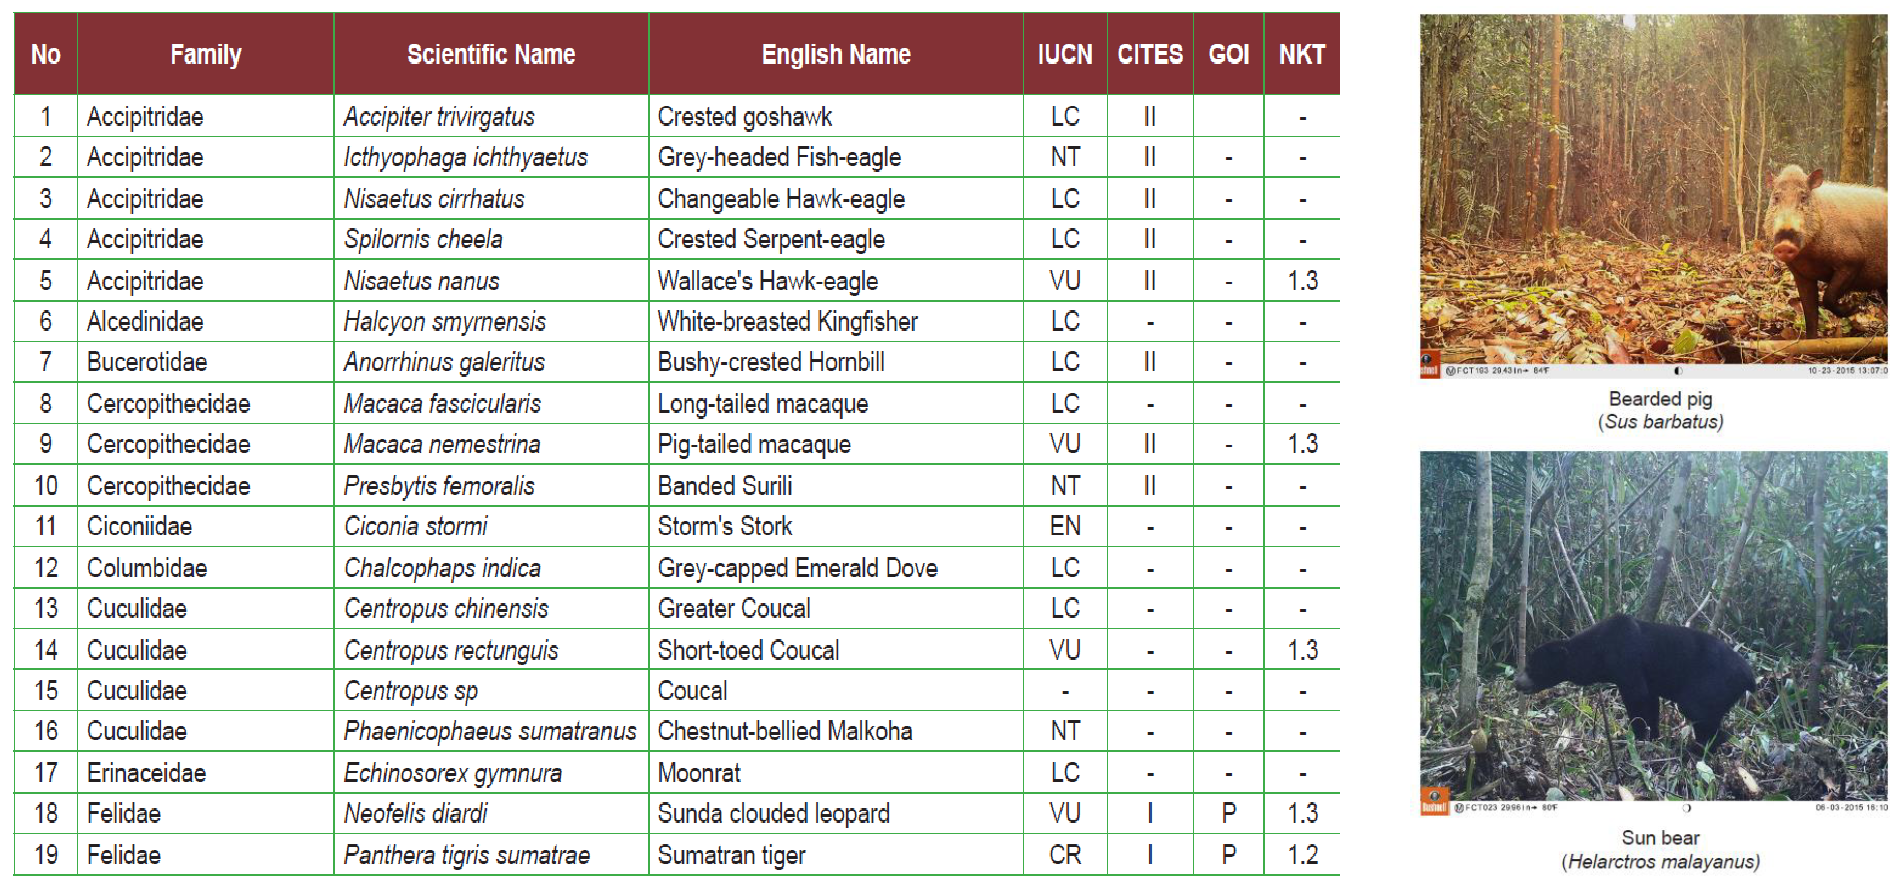 No Family Scientific Name English Name IUCN CITES GOI NKT
1 Accipitridae Accipiter trivirgatus Crested goshawk LC II -
2 Accipitridae Icthyophaga ichthyaetus Grey-headed Fish-eagle NT II - -
3 Accipitridae Nisaetus cirrhatus Changeable Hawk-eagle LC II - -
4 Accipitridae Spilornis cheela Crested Serpent-eagle LC II - -
5 Accipitridae Nisaetus nanus Wallace's Hawk-eagle VU II - 1.3
6 Alcedinidae Halcyon smyrnensis White-breasted Kingfisher LC - - -
7 Bucerotidae Anorrhinus galeritus Bushy-crested Hornbill LC II - -
8 Cercopithecidae Macaca fascicularis Long-tailed macaque LC - - -
9 Cercopithecidae Macaca nemestrina Pig-tailed macaque VU II - 1.3
10 Cercopithecidae Presbytis femoralis Banded Surili NT II - -
11 Ciconiidae Ciconia stormi Storm's Stork EN - - -
12 Columbidae Chalcophaps indica Grey-capped Emerald Dove LC - - -
13 Cuculidae Centropus chinensis Greater Coucal LC - - -
14 Cuculidae Centropus rectunguis Short-toed Coucal VU - - 1.3
15 Cuculidae Centropus sp Coucal - - - -
16 Cuculidae Phaenicophaeus sumatranus Chestnut-bellied Malkoha NT - - -
17 Erinaceidae Echinosorex gymnura Moonrat LC - - -
18 Felidae Neofelis diardi Sunda clouded leopard VU I P 1.3
19 Felidae Panthera tigris sumatrae Sumatran tiger CR I P 1.2
FCT193 29.43in 84°F 10-23-2015 13:07:0
Bearded pig
(Sus barbatus)
Bushnell FCT023 29.96in 80°F 06-03-2015 16:10
Sun bear
(Helarctros malayanus)